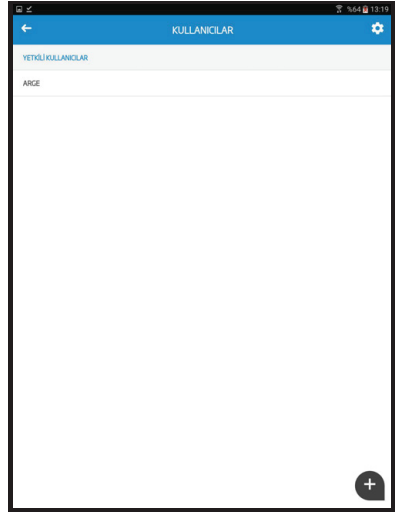 %64 13:19
KULLANICILAR
YETKİLİ KULLANICILAR
ARGE